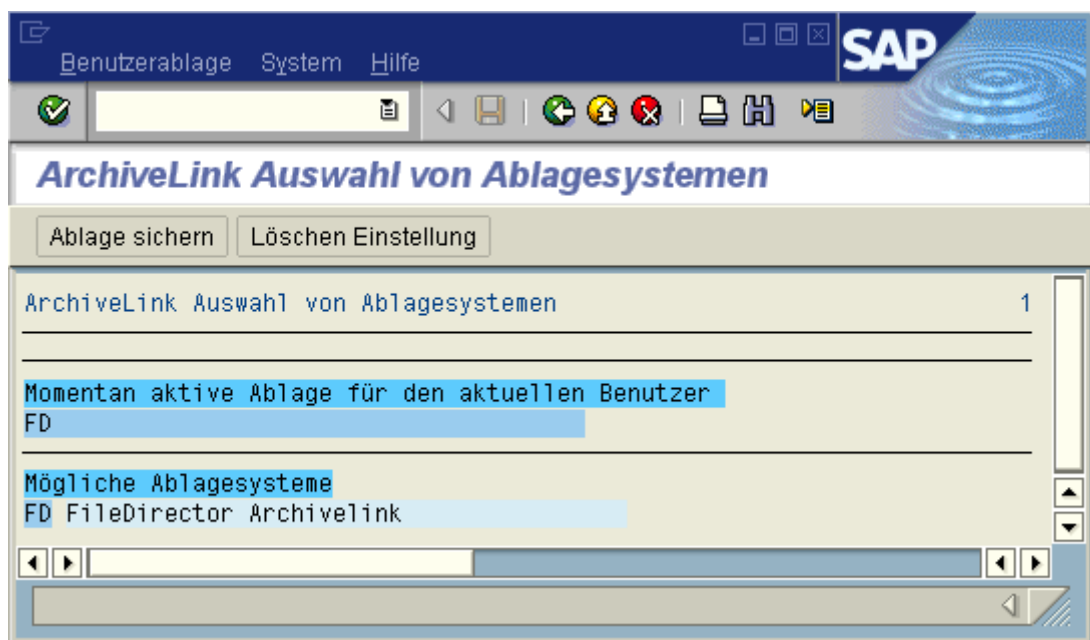 Benutzerablage System Hilfe
SAP
ArchiveLink Auswahl von Ablagesystemen
Ablage sichern Löschen Einstellung
ArchiveLink Auswahl von Ablagesystemen 1
Momentan aktive Ablage für den aktuellen Benutzer
FD
Mögliche Ablagesysteme
FD FileDirector Archivelink